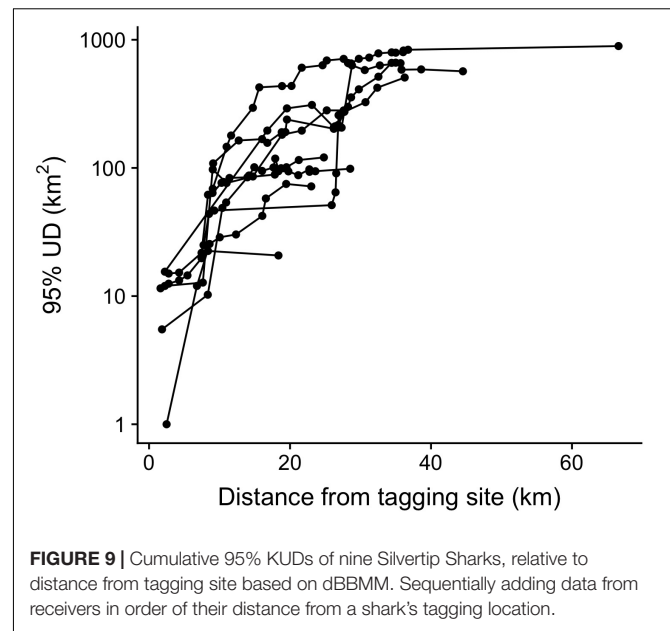 1000
100
10
1
95% UD (km²)
0 20 40 60
Distance from tagging site (km)
FIGURE 9 | Cumulative 95% KUDs of nine Silvertip Sharks, relative to
distance from tagging site based on dBBMM. Sequentially adding data from
receivers in order of their distance from a shark's tagging location.